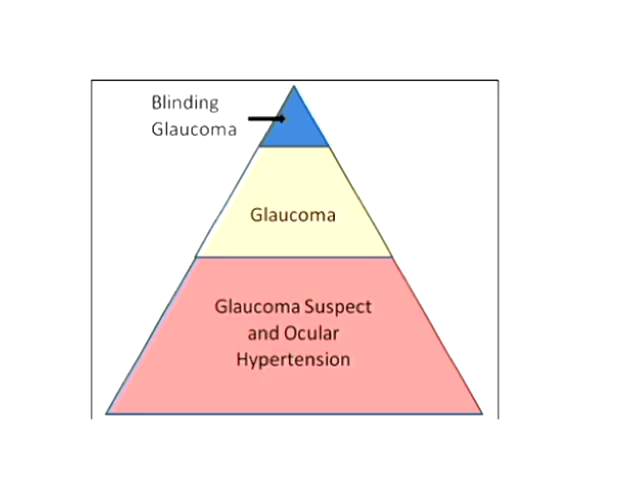 Blinding
Glaucoma
Glaucoma
Glaucoma Suspect
and Ocular
Hypertension